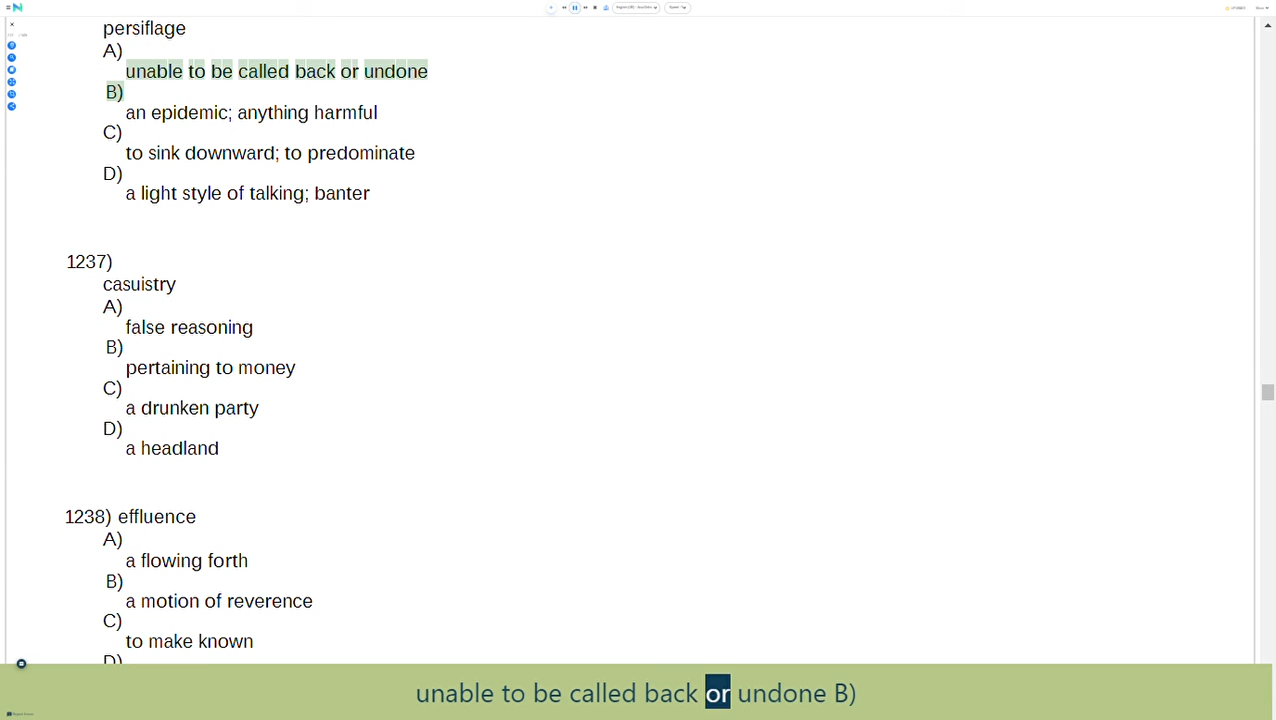 persiflage
A)
unable to be called back or undone
B)
an epidemic; anything harmful
C)
to sink downward; to predominate
D)
a light style of talking; banter
1237)
casuistry
A)
false reasoning
B)
pertaining to money
C)
a drunken party
D)
a headland
1238) effluence
A)
a flowing forth
B)
a motion of reverence
C)
to make known
D)
unable to be called back or undone B)